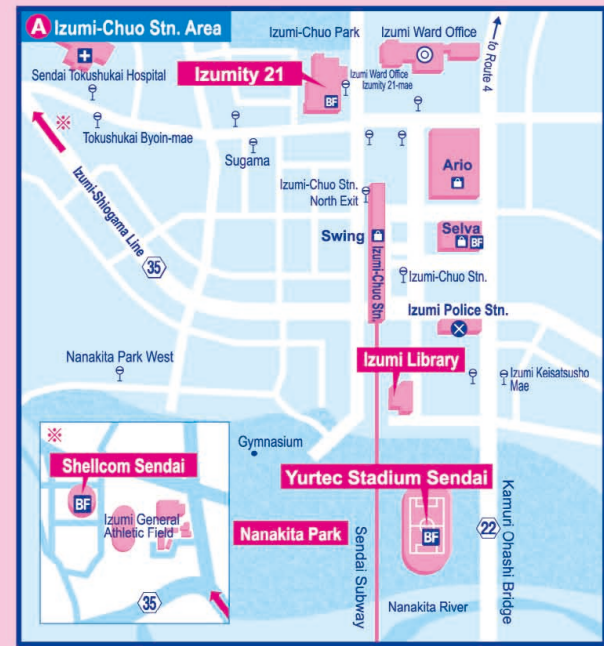 A Izumi-Chuo Stn. Area
Izumi-Chuo Park
Izumi Ward Office
to Route 4
Sendai Tokushukai Hospital
Izumity 21
BF
Izumi Ward Office
Izumity 21-mae
※
Tokushukai Byoin-mae
Sugama
Ario
Izumi-Chuo Stn.
North Exit
Izumi-Shiogama Line
35
Swing
Izumi-Chuo Stn.
Selva
BF
Izumi-Chuo Stn.
Izumi Police Stn.
Nanakita Park West
Izumi Library
Izumi Keisatsusho
Mae
※
Gymnasium
Shellcom Sendai
BF
Izumi General
Athletic Field
35
Yurtec Stadium Sendai
BF
Nanakita Park
Sendai Subway
22
Kamuri Ohashi Bridge
Nanakita River